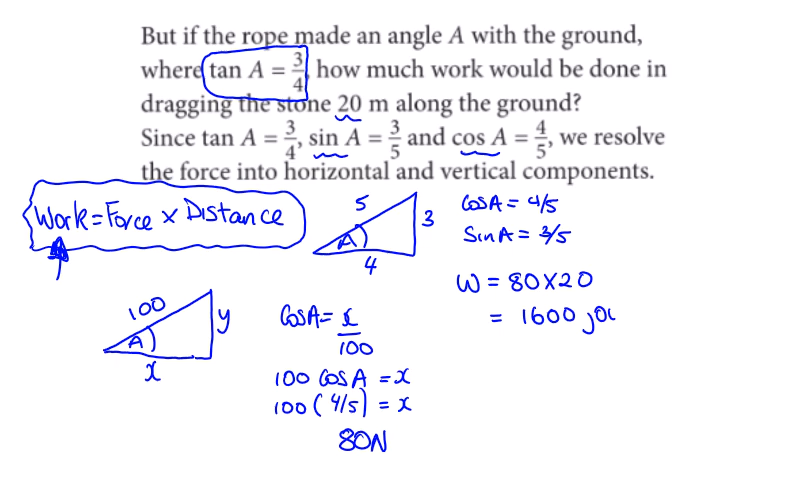 But if the rope made an angle A with the ground,
where tan A = 3/4, how much work would be done in
dragging the stone 20 m along the ground?
Since tan A = 3/4, sin A = 3/5 and cos A = 4/5, we resolve
the force into horizontal and vertical components.
Work = Force x Distance
5
3
A
4
CosA = 4/5
SinA = 3/5
W = 80 x 20
= 1600 jou
100
y
A
x
CosA = x/100
100 CosA = x
100 (4/5) = x
80N